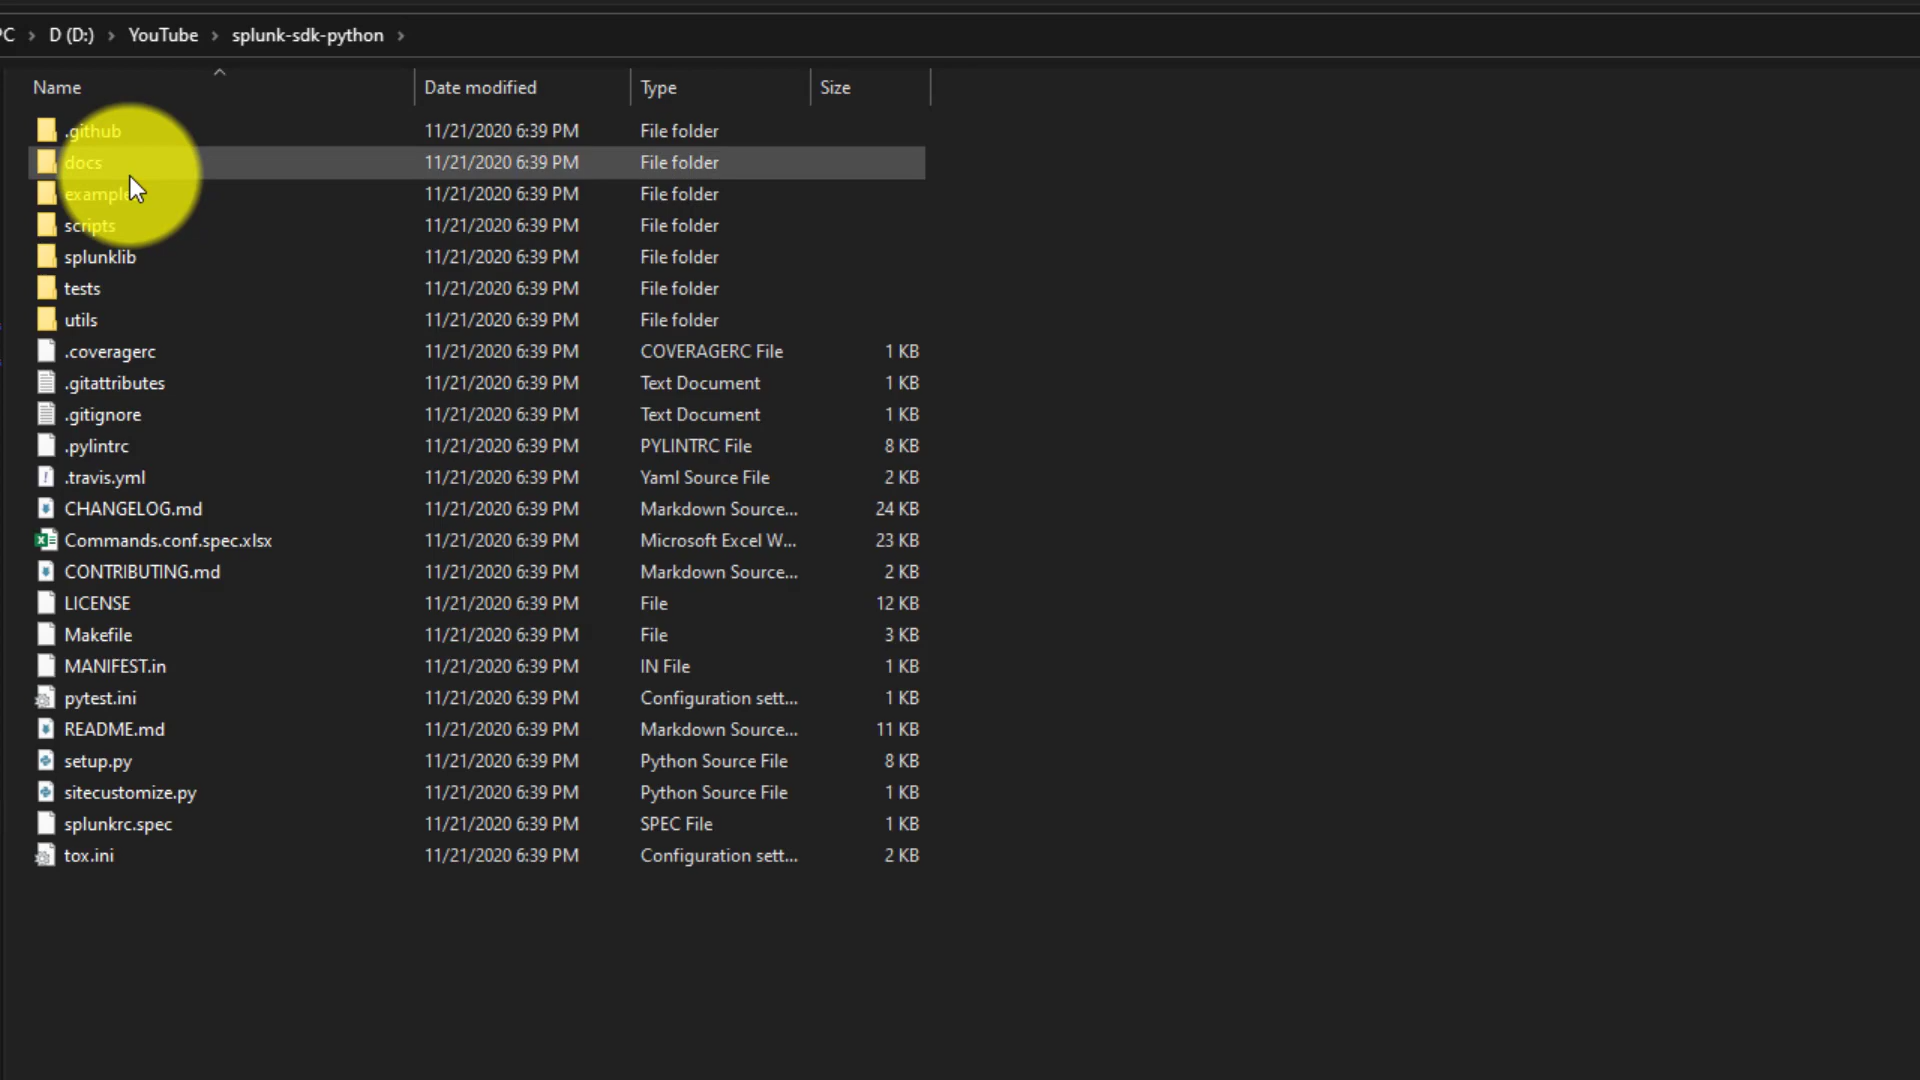 PC > D (D:) > YouTube > splunk-sdk-python >
Name Date modified Type Size
.github 11/21/2020 6:39 PM File folder
docs 11/21/2020 6:39 PM File folder
example 11/21/2020 6:39 PM File folder
scripts 11/21/2020 6:39 PM File folder
splunklib 11/21/2020 6:39 PM File folder
tests 11/21/2020 6:39 PM File folder
utils 11/21/2020 6:39 PM File folder
.coveragerc 11/21/2020 6:39 PM COVERAGERC File 1 KB
.gitattributes 11/21/2020 6:39 PM Text Document 1 KB
.gitignore 11/21/2020 6:39 PM Text Document 1 KB
.pylintrc 11/21/2020 6:39 PM PYLINTRC File 8 KB
.travis.yml 11/21/2020 6:39 PM Yaml Source File 2 KB
CHANGELOG.md 11/21/2020 6:39 PM Markdown Source... 24 KB
Commands.conf.spec.xlsx 11/21/2020 6:39 PM Microsoft Excel W... 23 KB
CONTRIBUTING.md 11/21/2020 6:39 PM Markdown Source... 2 KB
LICENSE 11/21/2020 6:39 PM File 12 KB
Makefile 11/21/2020 6:39 PM File 3 KB
MANIFEST.in 11/21/2020 6:39 PM IN File 1 KB
pytest.ini 11/21/2020 6:39 PM Configuration sett... 1 KB
README.md 11/21/2020 6:39 PM Markdown Source... 11 KB
setup.py 11/21/2020 6:39 PM Python Source File 8 KB
sitecustomize.py 11/21/2020 6:39 PM Python Source File 1 KB
splunkrc.spec 11/21/2020 6:39 PM SPEC File 1 KB
tox.ini 11/21/2020 6:39 PM Configuration sett... 2 KB